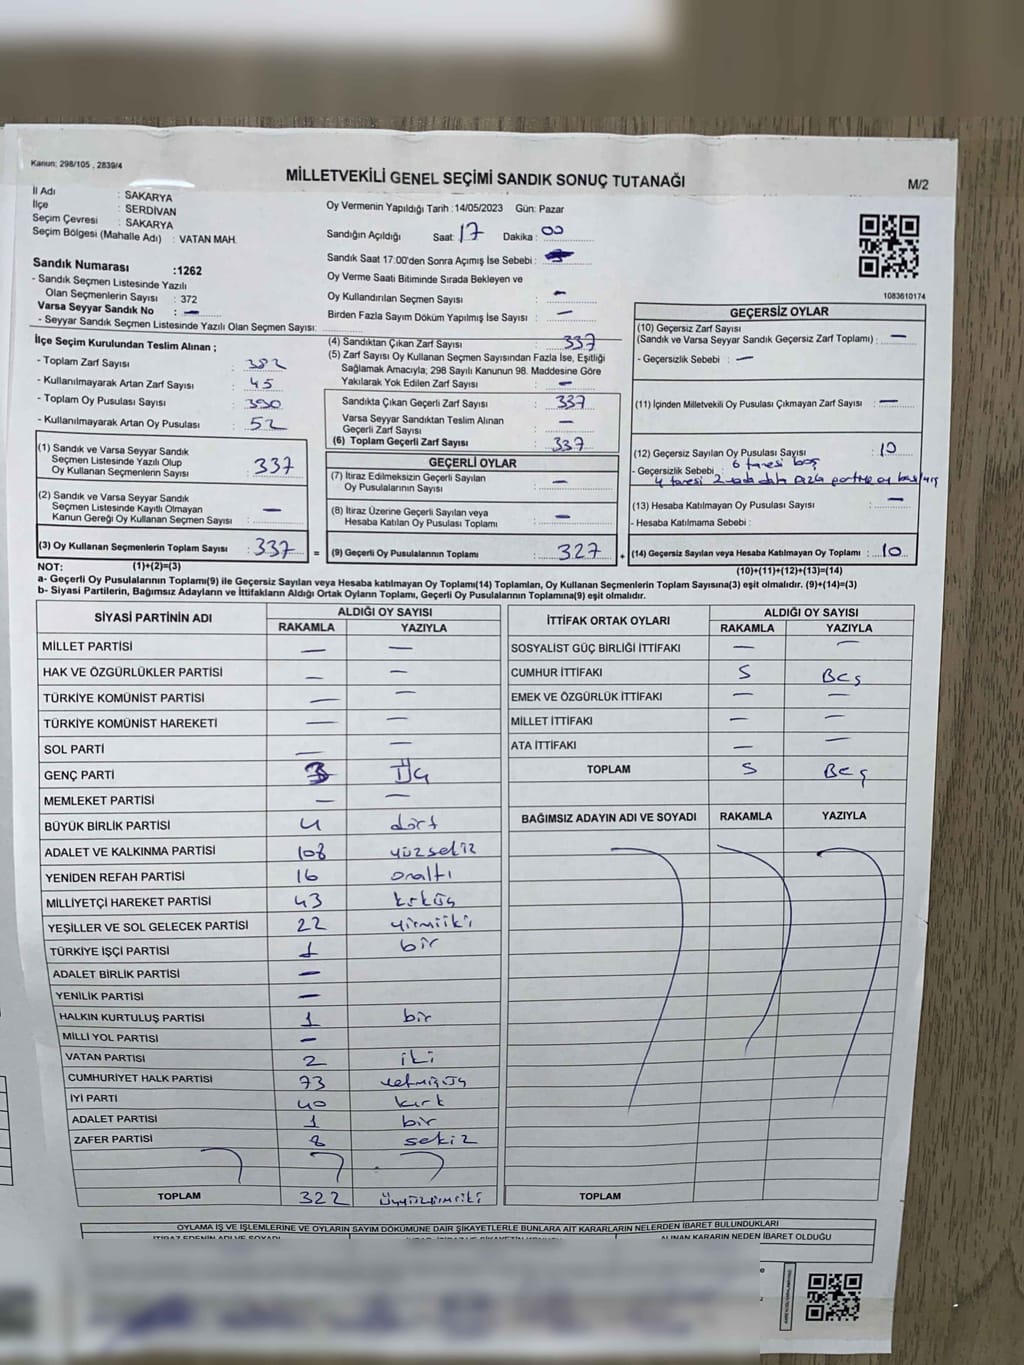 Kanun: 298/105 , 2839/4
MİLLETVEKİLİ GENEL SEÇİMİ SANDIK SONUÇ TUTANAĞI
M/2
İl Adı : SAKARYA
İlçe : SERDİVAN
Seçim Çevresi : SAKARYA
Seçim Bölgesi (Mahalle Adı) : VATAN MAH.
Sandık Numarası :1262
- Sandık Seçmen Listesinde Yazılı
Olan Seçmenlerin Sayısı : 372
Varsa Seyyar Sandık No : —
- Seyyar Sandık Seçmen Listesinde Yazılı Olan Seçmen Sayısı:
Oy Vermenin Yapıldığı Tarih :14/05/2023 Gün: Pazar
Sandığın Açıldığı Saat: 17 Dakika : 00
Sandık Saat 17:00'den Sonra Açımış İse Sebebi :
Oy Verme Saati Bitiminde Sırada Bekleyen ve
Oy Kullandırılan Seçmen Sayısı : —
Birden Fazla Sayım Döküm Yapılmış İse Sayısı : —
1083610174
İlçe Seçim Kurulundan Teslim Alınan ;
- Toplam Zarf Sayısı : 382
- Kullanılmayarak Artan Zarf Sayısı : 45
- Toplam Oy Pusulası Sayısı : 390
- Kullanılmayarak Artan Oy Pusulası : 52
(4) Sandıktan Çıkan Zarf Sayısı : 337
(5) Zarf Sayısı Oy Kullanan Seçmen Sayısından Fazla İse, Eşitliği
Sağlamak Amacıyla; 298 Sayılı Kanunun 98. Maddesine Göre
Yakılarak Yok Edilen Zarf Sayısı : —
Sandıkta Çıkan Geçerli Zarf Sayısı : 337
Varsa Seyyar Sandıktan Teslim Alınan
Geçerli Zarf Sayısı : —
(6) Toplam Geçerli Zarf Sayısı : 337
GEÇERSİZ OYLAR
(10) Geçersiz Zarf Sayısı
(Sandık ve Varsa Seyyar Sandık Geçersiz Zarf Toplamı) : —
- Geçersizlik Sebebi : —
(11) İçinden Milletvekili Oy Pusulası Çıkmayan Zarf Sayısı : —
(12) Geçersiz Sayılan Oy Pusulası Sayısı : 10
- Geçersizlik Sebebi : 6 tanesi boş
4 tanesi 2 yada daha fazla partiye oy basılmış
(13) Hesaba Katılmayan Oy Pusulası Sayısı : —
- Hesaba Katılmama Sebebi :
(14) Geçersiz Sayılan veya Hesaba Katılmayan Oy Toplamı : 10
(10)+(11)+(12)+(13)=(14)
(1) Sandık ve Varsa Seyyar Sandık
Seçmen Listesinde Yazılı Olup
Oy Kullanan Seçmenlerin Sayısı : 337
(2) Sandık ve Varsa Seyyar Sandık
Seçmen Listesinde Kayıtlı Olmayan
Kanun Gereği Oy Kullanan Seçmen Sayısı : —
(3) Oy Kullanan Seçmenlerin Toplam Sayısı : 337 =
(1)+(2)=(3)
GEÇERLİ OYLAR
(7) İtiraz Edilmeksizin Geçerli Sayılan
Oy Pusulalarının Sayısı : —
(8) İtiraz Üzerine Geçerli Sayılan veya
Hesaba Katılan Oy Pusulası Toplamı : —
(9) Geçerli Oy Pusulalarının Toplamı : 327 +
NOT:
a- Geçerli Oy Pusulalarının Toplamı(9) ile Geçersiz Sayılan veya Hesaba katılmayan Oy Toplamı(14) Toplamları, Oy Kullanan Seçmenlerin Toplam Sayısına(3) eşit olmalıdır. (9)+(14)=(3)
b- Siyasi Partilerin, Bağımsız Adayların ve İttifakların Aldığı Ortak Oyların Toplamı, Geçerli Oy Pusulalarının Toplamına(9) eşit olmalıdır.
SİYASİ PARTİNİN ADI ALDIĞI OY SAYISI
RAKAMLA YAZIYLA
MİLLET PARTİSİ — —
HAK VE ÖZGÜRLÜKLER PARTİSİ — —
TÜRKİYE KOMÜNİST PARTİSİ — —
TÜRKİYE KOMÜNİST HAREKETİ — —
SOL PARTİ — —
GENÇ PARTİ 3 Üç
MEMLEKET PARTİSİ — —
BÜYÜK BİRLİK PARTİSİ 4 dört
ADALET VE KALKINMA PARTİSİ 108 yüzsekiz
YENİDEN REFAH PARTİSİ 16 onaltı
MİLLİYETÇİ HAREKET PARTİSİ 43 kırküç
YEŞİLLER VE SOL GELECEK PARTİSİ 22 yirmiiki
TÜRKİYE İŞÇİ PARTİSİ 1 bir
ADALET BİRLİK PARTİSİ —
YENİLİK PARTİSİ —
HALKIN KURTULUŞ PARTİSİ 1 bir
MİLLİ YOL PARTİSİ —
VATAN PARTİSİ 2 iki
CUMHURİYET HALK PARTİSİ 73 yetmişüç
İYİ PARTİ 40 kırk
ADALET PARTİSİ 1 bir
ZAFER PARTİSİ 8 sekiz
TOPLAM 322 üçyüzyirmiiki
İTTİFAK ORTAK OYLARI ALDIĞI OY SAYISI
RAKAMLA YAZIYLA
SOSYALİST GÜÇ BİRLİĞİ İTTİFAKI — —
CUMHUR İTTİFAKI 5 Beş
EMEK VE ÖZGÜRLÜK İTTİFAKI — —
MİLLET İTTİFAKI — —
ATA İTTİFAKI — —
TOPLAM 5 Beş
BAĞIMSIZ ADAYIN ADI VE SOYADI RAKAMLA YAZIYLA
TOPLAM
OYLAMA İŞ VE İŞLEMLERİNE VE OYLARIN SAYIM DÖKÜMÜNE DAİR ŞİKAYETLERLE BUNLARA AİT KARARLARIN NELERDEN İBARET BULUNDUKLARI
ALINAN KARARIN NEDEN İBARET OLDUĞU